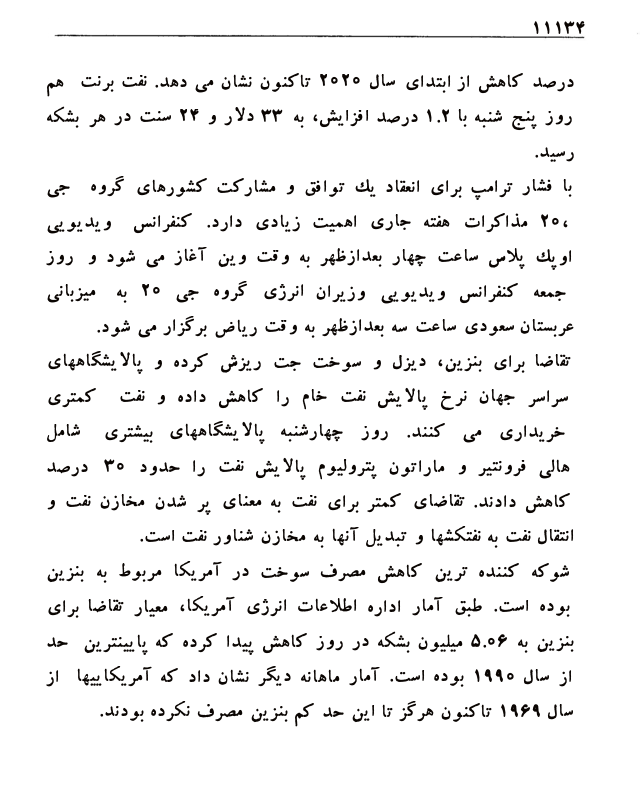 ۱۱۱۳۴
درصد کاهش از ابتدای سال ۲۰۲۰ تاکنون نشان می دهد. نفت برنت هم
روز پنج شنبه با ۱.۲ درصد افزایش، به ۳۳ دلار و ۲۴ سنت در هر بشکه
رسید.
با فشار ترامپ برای انعقاد یك توافق و مشارکت کشورهای گروه جی
۲۰، مذاکرات هفته جاری اهمیت زیادی دارد. کنفرانس ویدیویی
اوپك پلاس ساعت چهار بعدازظهر به وقت وین آغاز می شود و روز
جمعه کنفرانس ویدیویی وزیران انرژی گروه جی ۲۰ به میزبانی
عربستان سعودی ساعت سه بعدازظهر به وقت ریاض برگزار می شود.
تقاضا برای بنزین، دیزل و سوخت جت ریزش کرده و پالایشگاههای
سراسر جهان نرخ پالایش نفت خام را کاهش داده و نفت کمتری
خریداری می کنند. روز چهارشنبه پالایشگاههای بیشتری شامل
هالی فرونتیر و ماراتون پترولیوم پالایش نفت را حدود ۳۰ درصد
کاهش دادند. تقاضای کمتر برای نفت به معنای پر شدن مخازن نفت و
انتقال نفت به نفتکشها و تبدیل آنها به مخازن شناور نفت است.
شوکه کننده ترین کاهش مصرف سوخت در آمریکا مربوط به بنزین
بوده است. طبق آمار اداره اطلاعات انرژی آمریکا، معیار تقاضا برای
بنزین به ۵.۰۶ میلیون بشکه در روز کاهش پیدا کرده که پایینترین حد
از سال ۱۹۹۰ بوده است. آمار ماهانه دیگر نشان داد که آمریکاییها از
سال ۱۹۶۹ تاکنون هرگز تا این حد کم بنزین مصرف نکرده بودند.